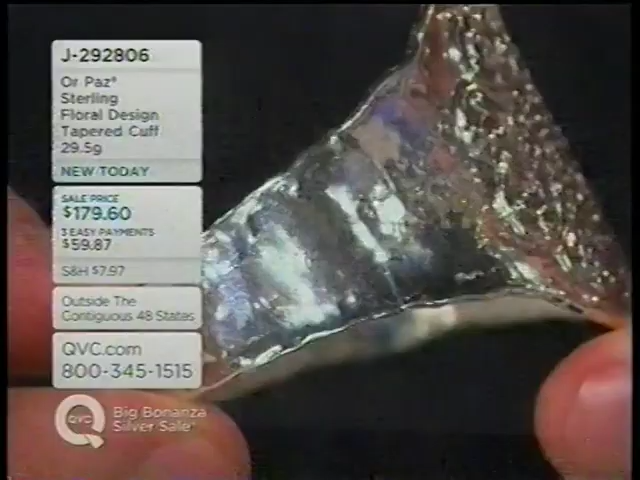 J-292806
Or Paz®
Sterling
Floral Design
Tapered Cuff
29.5g
NEW TODAY
SALE PRICE
$179.60
3 EASY PAYMENTS
$59.87
S&H $7.97
Outside The
Contiguous 48 States
QVC.com
800-345-1515
QVC
Big Bonanza
Silver Sale™